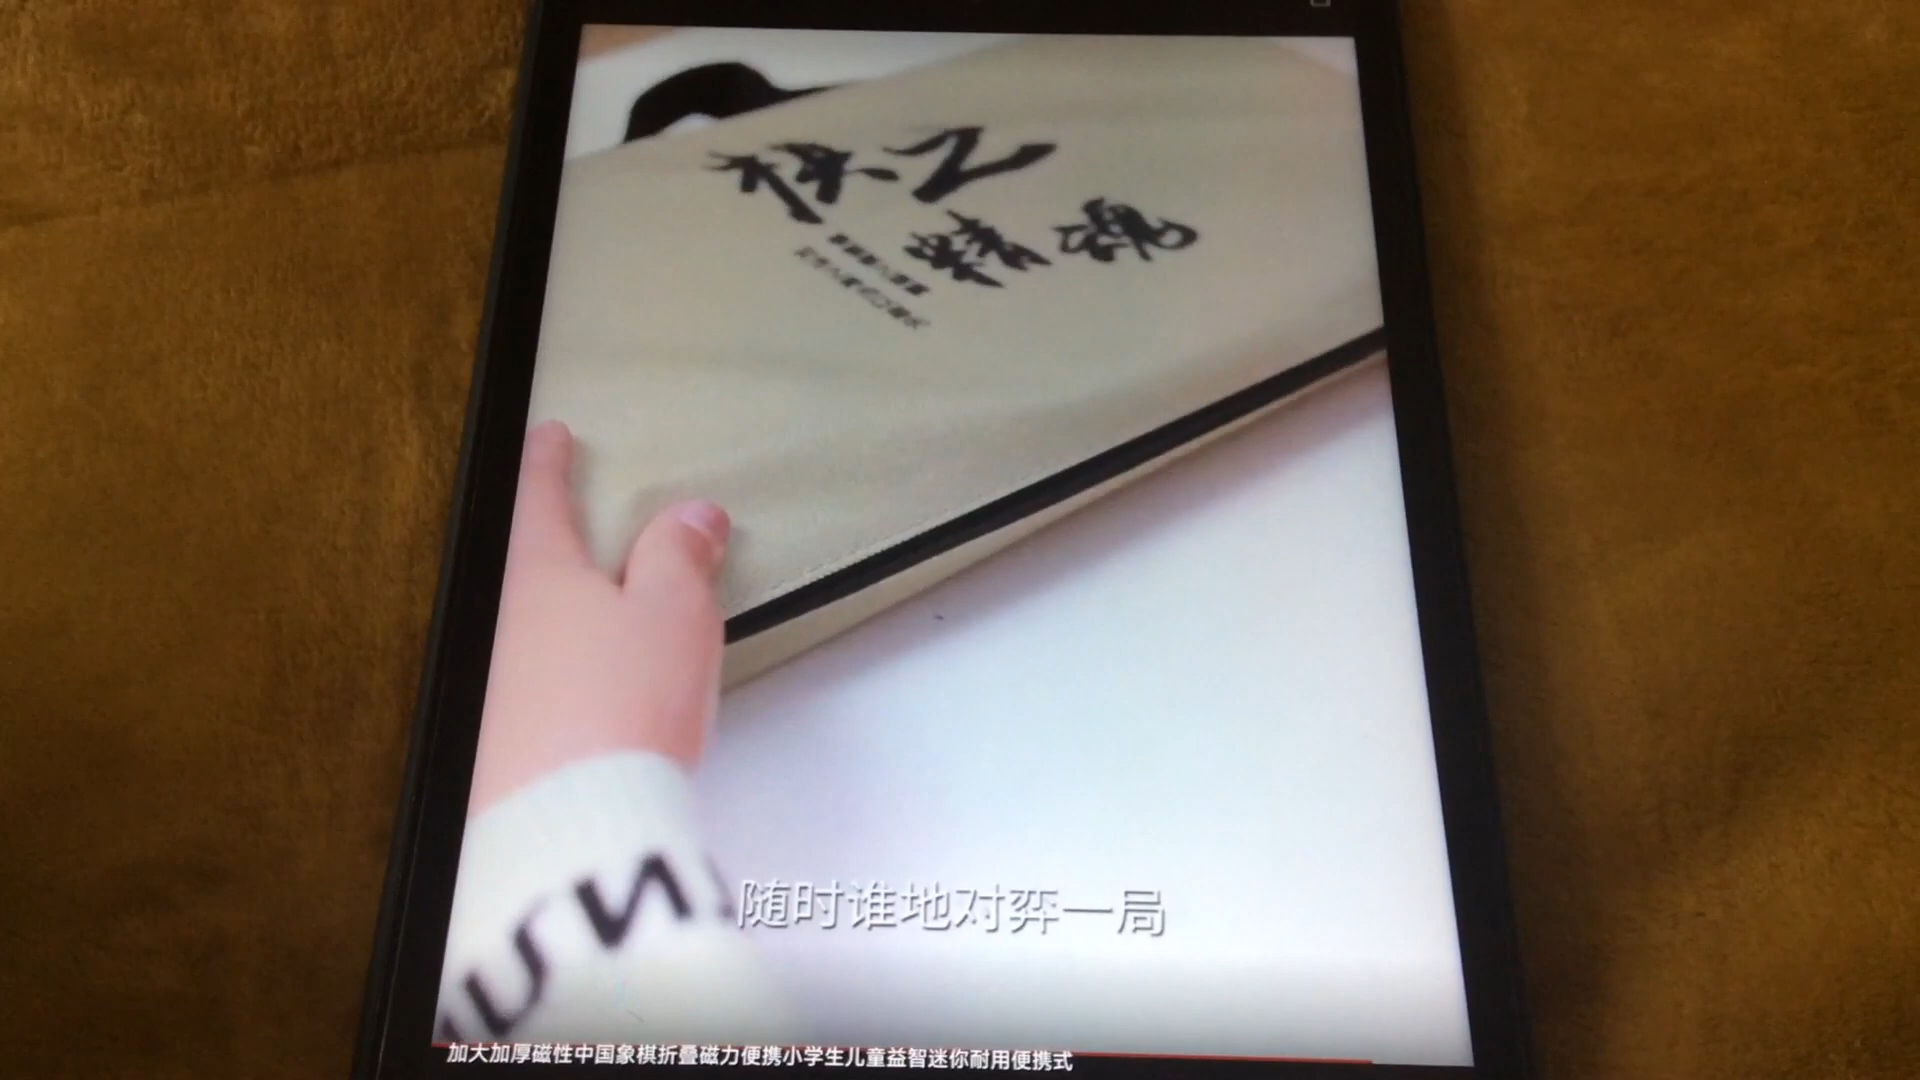 棋之
精魂
随时谁地对弈一局
加大加厚磁性中国象棋折叠磁力便携小学生儿童益智迷你耐用便携式